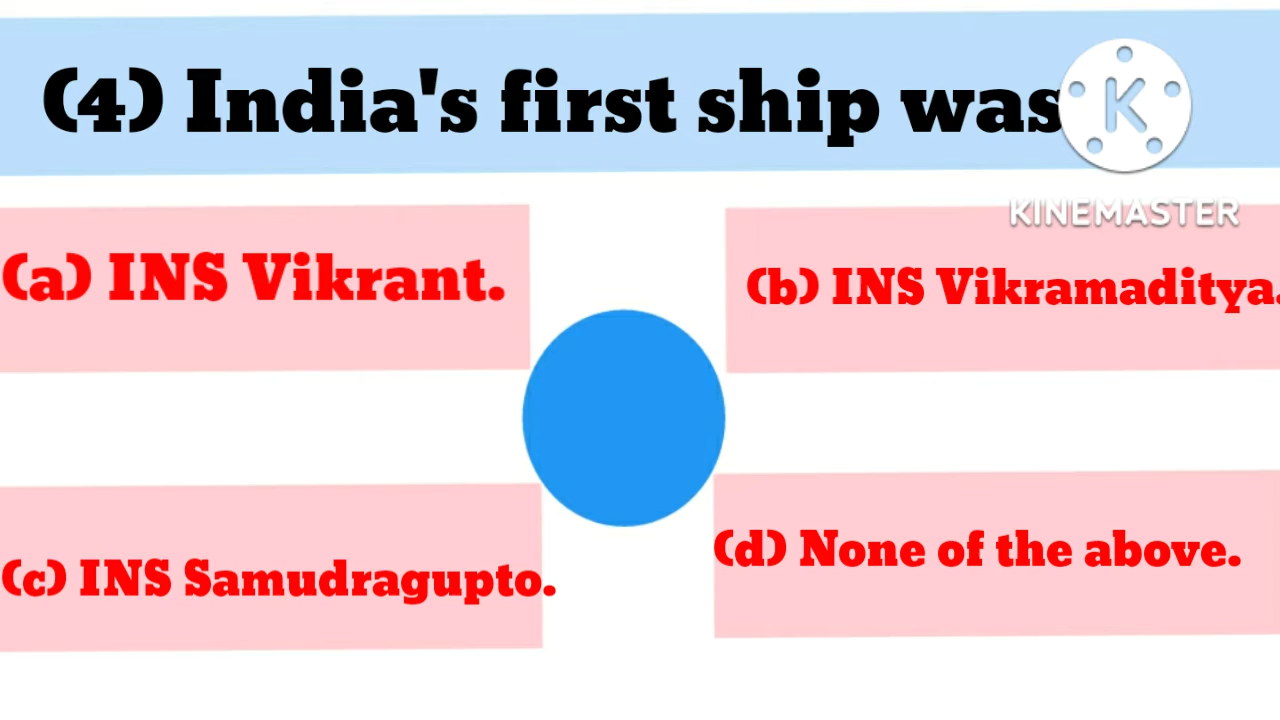 (4) India's first ship was
KINEMASTER
(a) INS Vikrant.
(b) INS Vikramaditya.
(c) INS Samudragupto.
(d) None of the above.